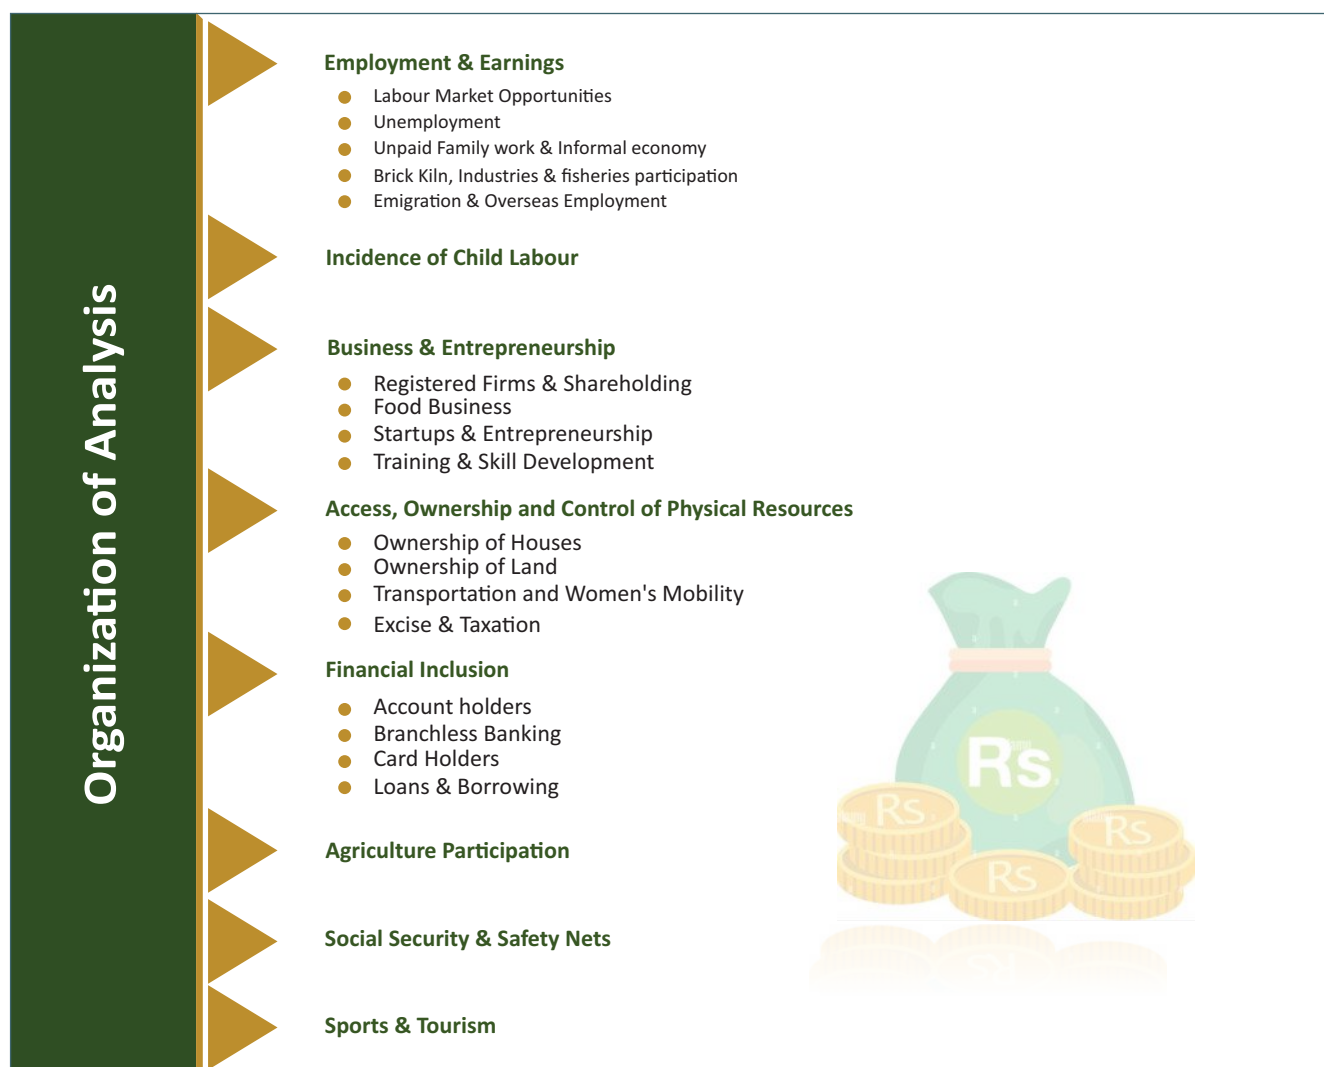 Organization of Analysis
Employment & Earnings
Labour Market Opportunities
Unemployment
Unpaid Family work & Informal economy
Brick Kiln, Industries & fisheries participation
Emigration & Overseas Employment
Incidence of Child Labour
Business & Entrepreneurship
Registered Firms & Shareholding
Food Business
Startups & Entrepreneurship
Training & Skill Development
Access, Ownership and Control of Physical Resources
Ownership of Houses
Ownership of Land
Transportation and Women's Mobility
Excise & Taxation
Financial Inclusion
Account holders
Branchless Banking
Card Holders
Loans & Borrowing
Agriculture Participation
Social Security & Safety Nets
Sports & Tourism
Rs
Rs
Rs
Rs